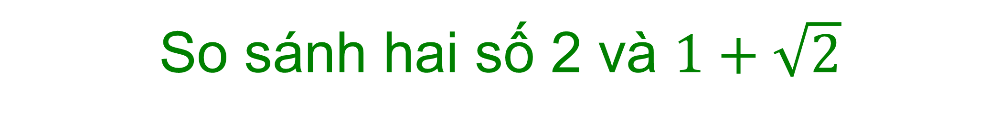 So sánh hai số 2 và 1 + √2